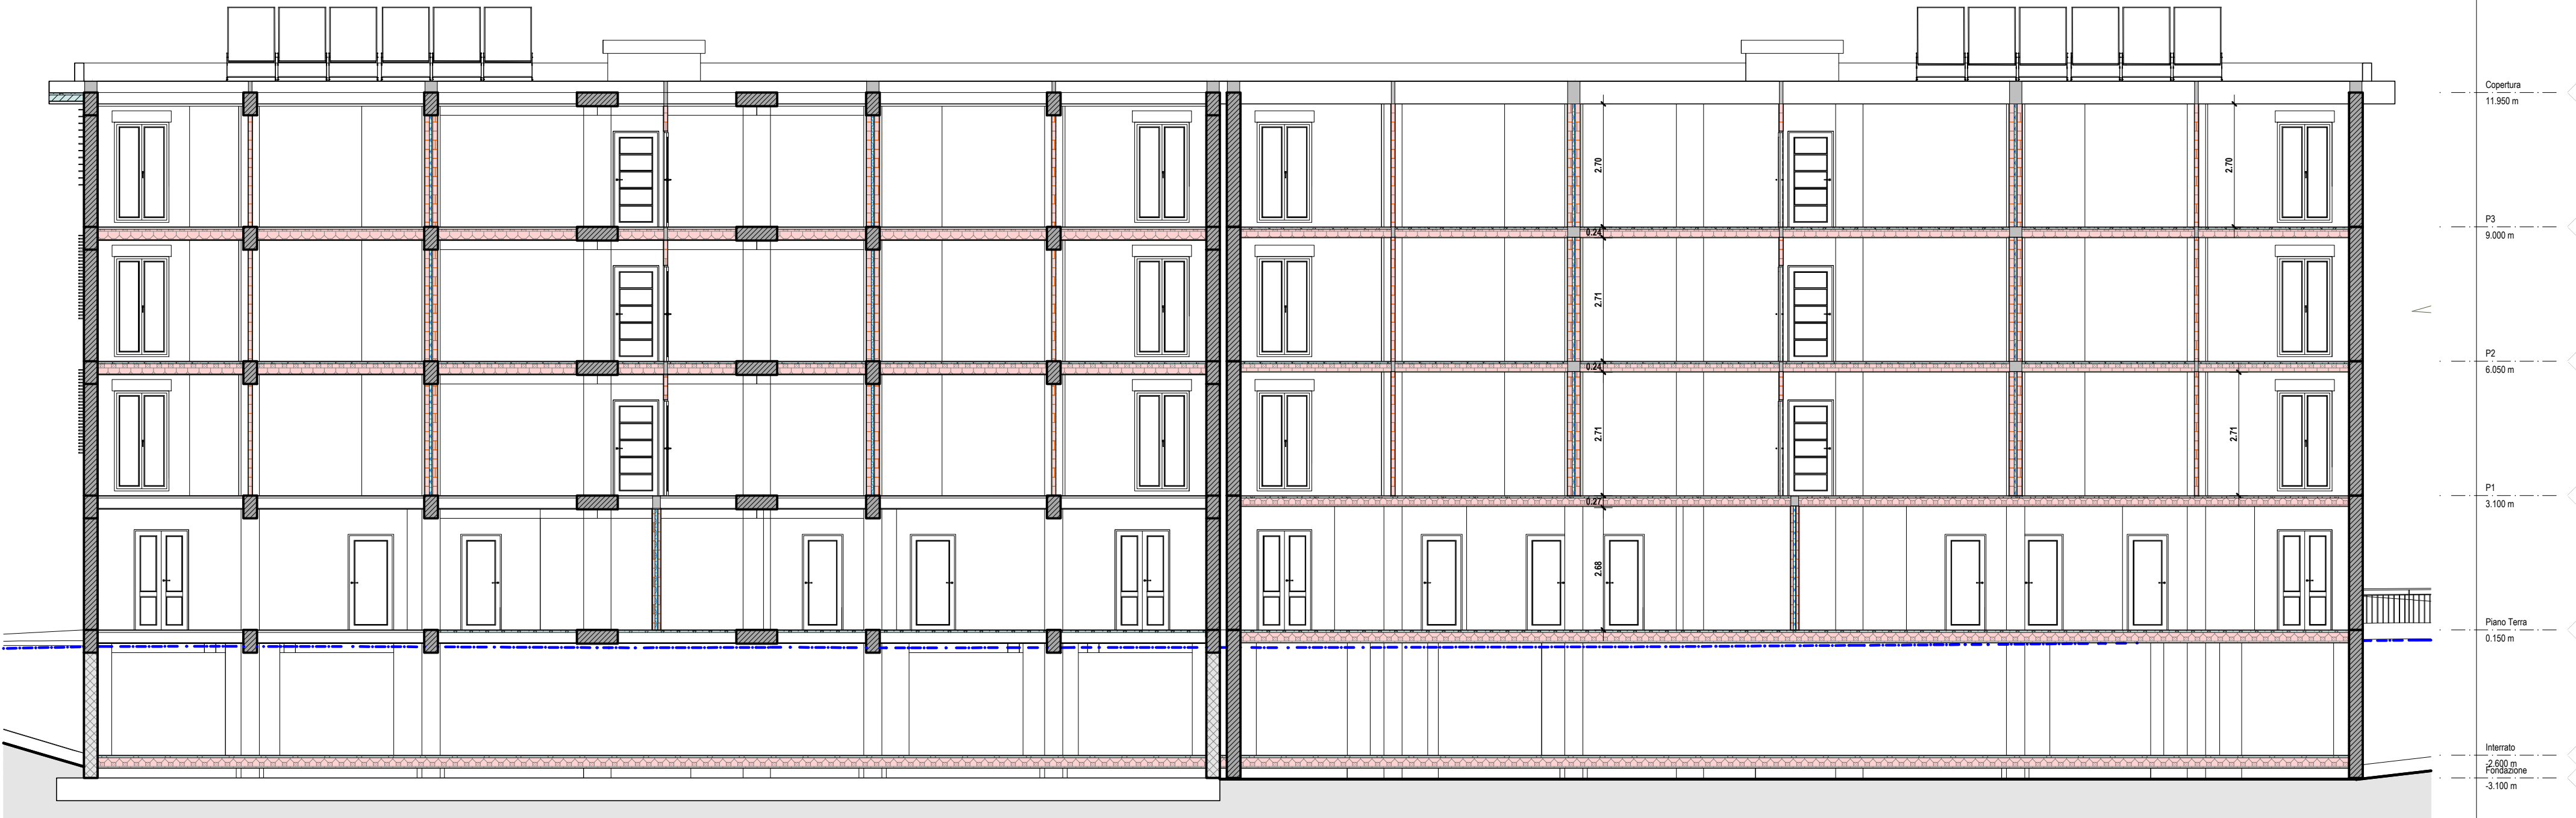 Copertura
11.950 m
2.70
2.70
P3
9.000 m
0.24
2.71
P2
6.050 m
0.24
2.71
2.71
P1
3.100 m
0.27
2.68
Piano Terra
0.150 m
Interrato
-2.600 m
Fondazione
-3.100 m